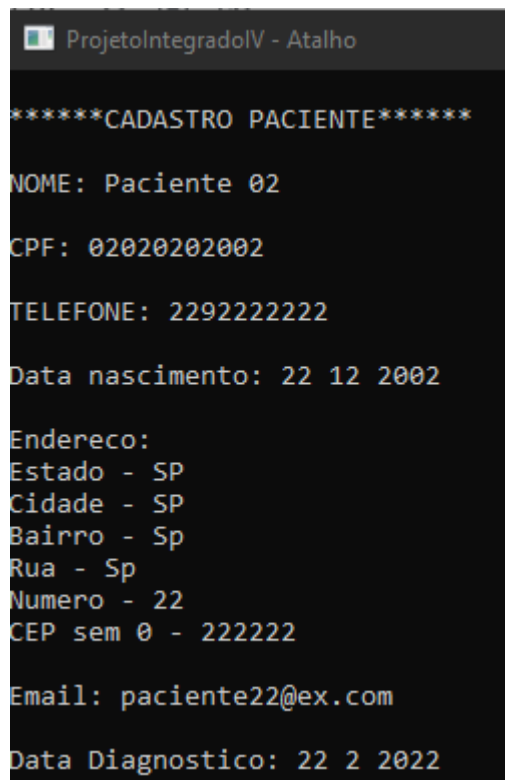 ProjetoIntegradoIV - Atalho
******CADASTRO PACIENTE******
NOME: Paciente 02
CPF: 02020202002
TELEFONE: 2292222222
Data nascimento: 22 12 2002
Endereco:
Estado - SP
Cidade - SP
Bairro - Sp
Rua - Sp
Numero - 22
CEP sem 0 - 222222
Email: paciente22@ex.com
Data Diagnostico: 22 2 2022